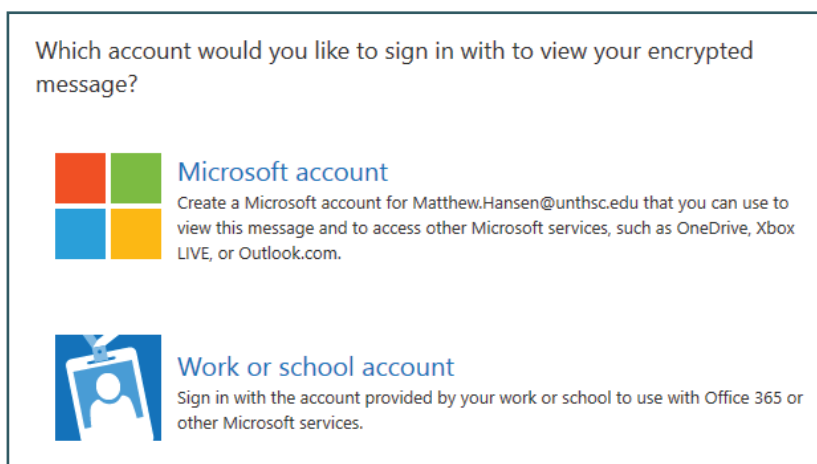 Which account would you like to sign in with to view your encrypted
message?
Microsoft account
Create a Microsoft account for Matthew.Hansen@unthsc.edu that you can use to
view this message and to access other Microsoft services, such as OneDrive, Xbox
LIVE, or Outlook.com.
Work or school account
Sign in with the account provided by your work or school to use with Office 365 or
other Microsoft services.